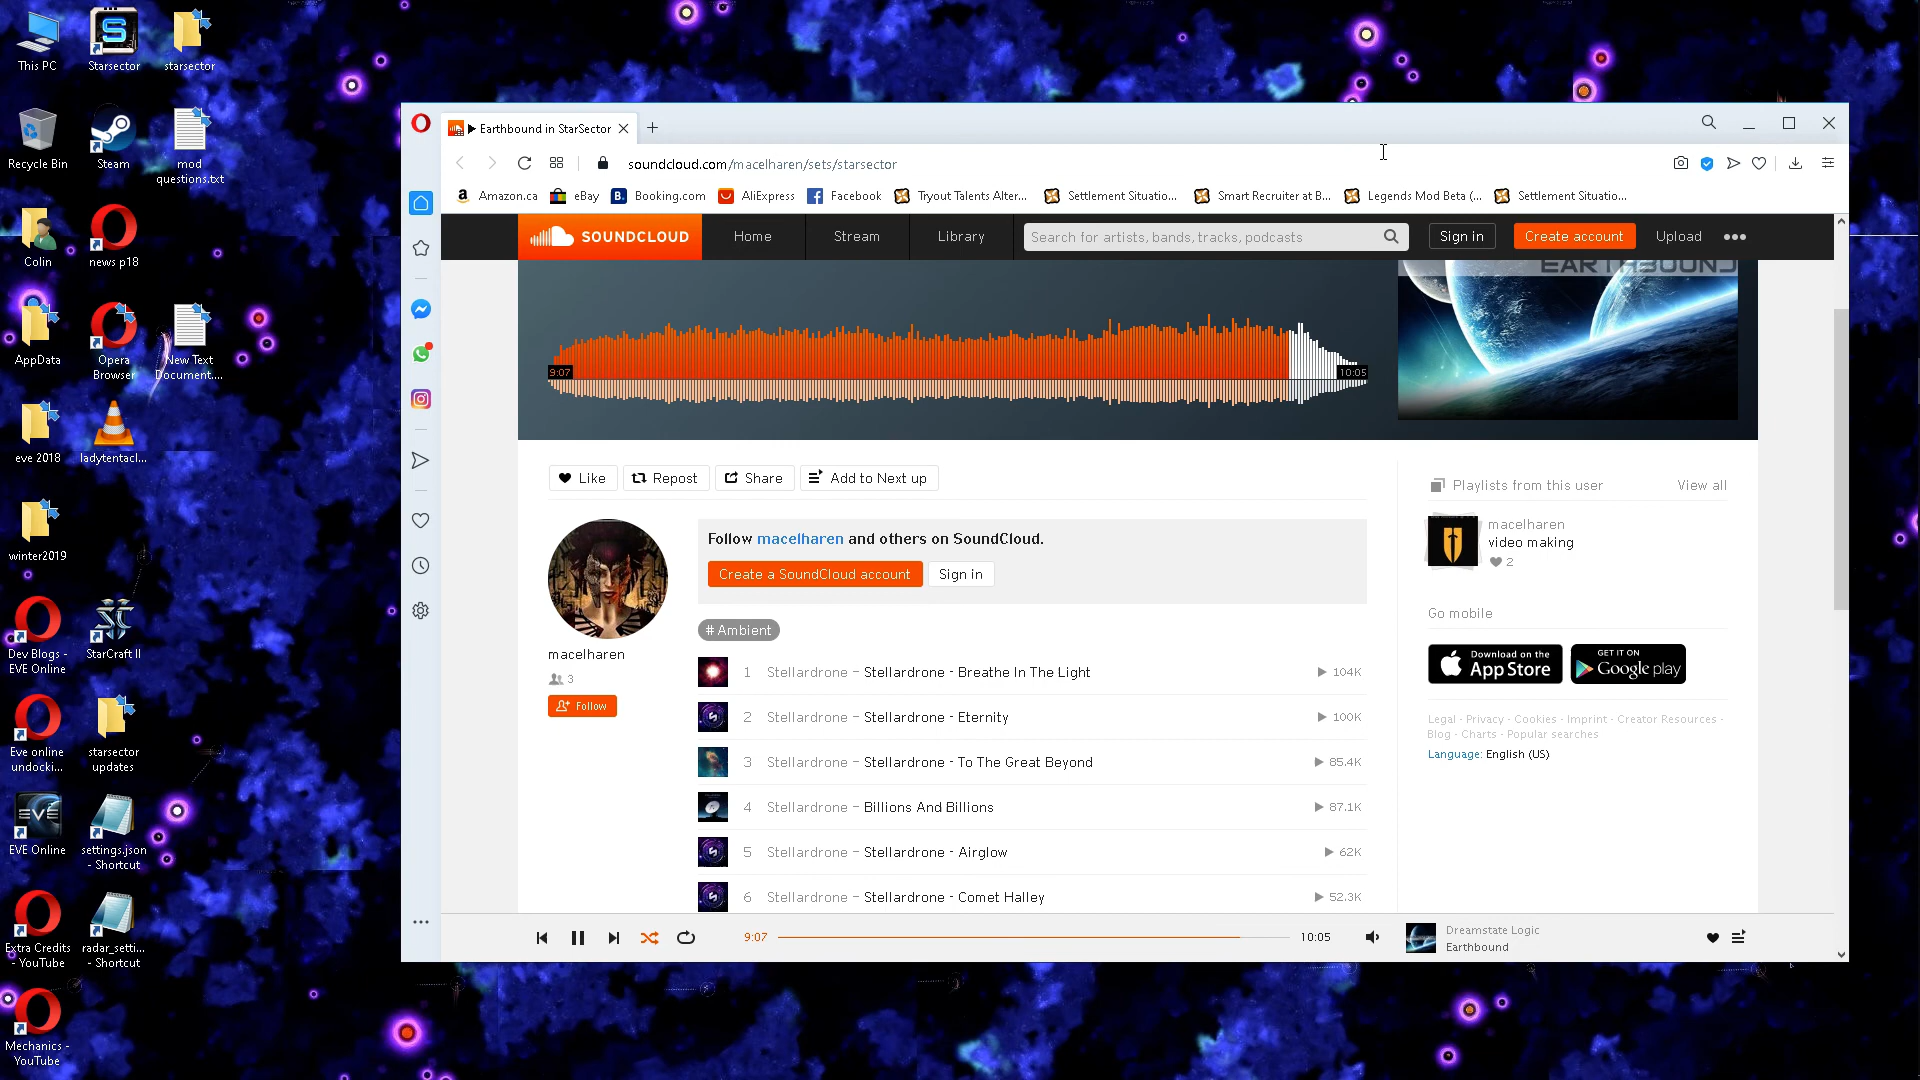 This PC
Starsector
starsector
Recycle Bin
Steam
mod
questions.txt
Colin
news p18
AppData
Opera
Browser
New Text
Document....
eve 2018
ladytentacl...
winter2019
Dev Blogs -
EVE Online
StarCraft II
Eve online
undocki...
starsector
updates
EVE Online
settings.json
- Shortcut
Extra Credits
- YouTube
radar_setti...
- Shortcut
Mechanics -
YouTube
Earthbound in StarSector
soundcloud.com/macelharen/sets/starsector
Amazon.ca
eBay
Booking.com
AliExpress
Facebook
Tryout Talents Alter...
Settlement Situatio...
Smart Recruiter at B...
Legends Mod Beta (...
Settlement Situatio...
SOUNDCLOUD
Home
Stream
Library
Search for artists, bands, tracks, podcasts
Sign in
Create account
Upload
EARTHBOUND
9:07
10:05
Like
Repost
Share
Add to Next up
macelharen
3
Follow
Follow macelharen and others on SoundCloud.
Create a SoundCloud account
Sign in
# Ambient
1 Stellardrone – Stellardrone - Breathe In The Light 104K
2 Stellardrone – Stellardrone - Eternity 100K
3 Stellardrone – Stellardrone - To The Great Beyond 85.4K
4 Stellardrone – Billions And Billions 87.1K
5 Stellardrone – Stellardrone - Airglow 62K
6 Stellardrone – Stellardrone - Comet Halley 52.3K
Playlists from this user
View all
macelharen
video making
2
Go mobile
Download on the
App Store
GET IT ON
Google play
Legal - Privacy - Cookies - Imprint - Creator Resources -
Blog - Charts - Popular searches
Language: English (US)
9:07
10:05
Dreamstate Logic
Earthbound